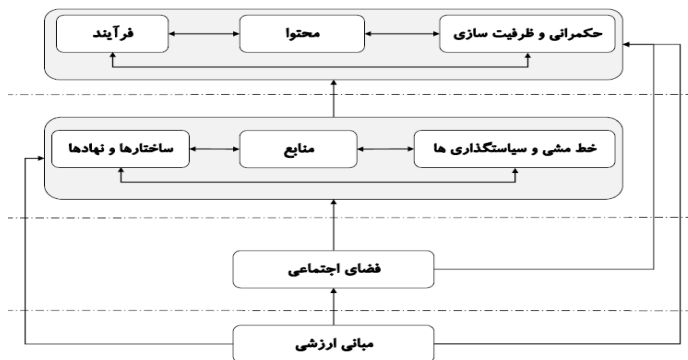 حکمرانی و ظرفیت سازی
محتوا
فرآیند
خط مشی و سیاستگذاری ها
منابع
ساختارها و نهادها
فضای اجتماعی
مبانی ارزشی